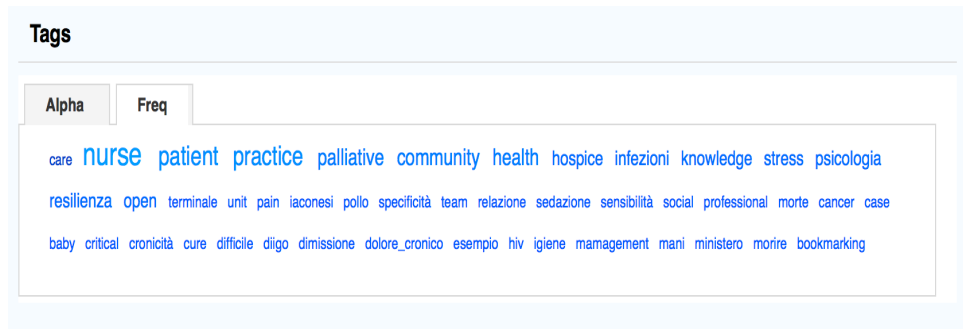 Tags
Alpha Freq
care nurse patient practice palliative community health hospice infezioni knowledge stress psicologia
resilienza open terminale unit pain iaconesi pollo specificità team relazione sedazione sensibilità social professional morte cancer case
baby critical cronicità cure difficile diigo dimissione dolore_cronico esempio hiv igiene mamagement mani ministero morire bookmarking